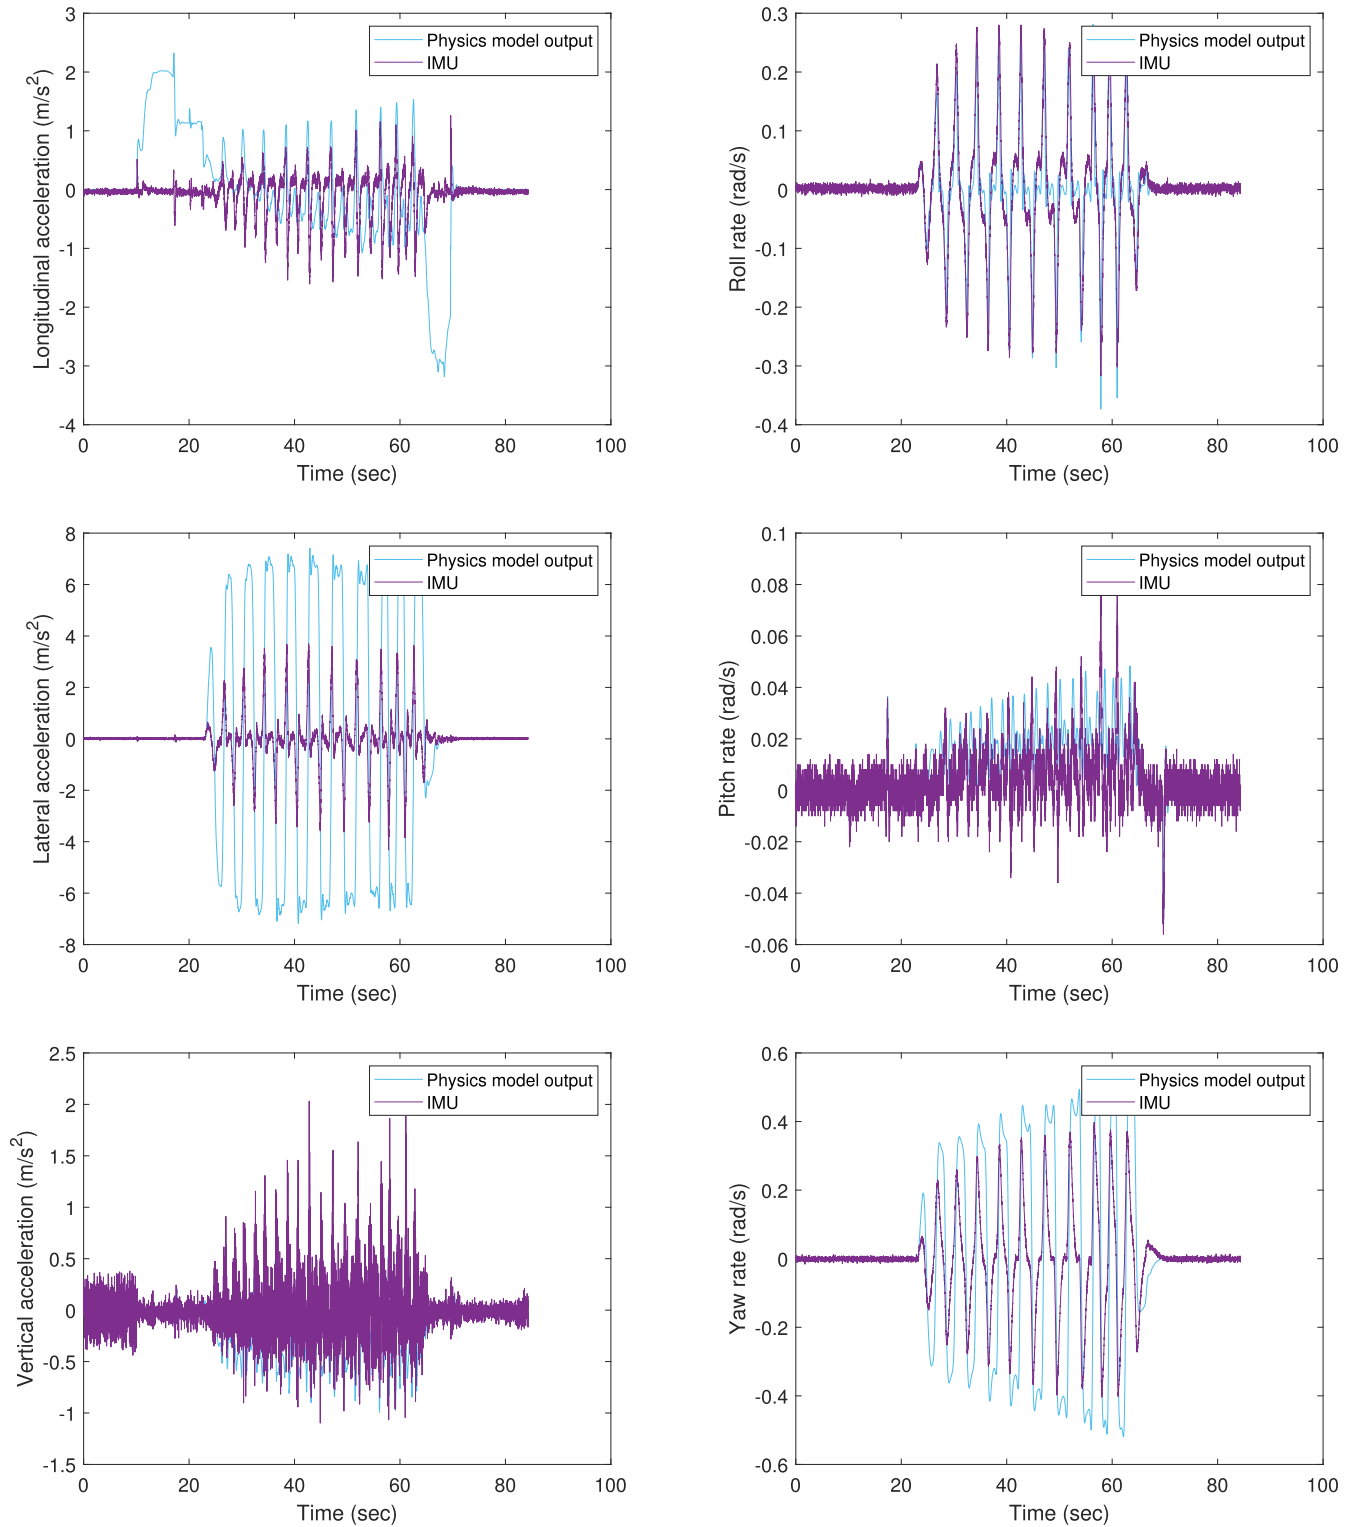 3
2
1
0
-1
-2
-3
-4
0 20 40 60 80 100
Longitudinal acceleration (m/s²)
Time (sec)
Physics model output
IMU
0.3
0.2
0.1
0
-0.1
-0.2
-0.3
-0.4
0 20 40 60 80 100
Roll rate (rad/s)
Time (sec)
Physics model output
IMU
8
6
4
2
0
-2
-4
-6
-8
0 20 40 60 80 100
Lateral acceleration (m/s²)
Time (sec)
Physics model output
IMU
0.1
0.08
0.06
0.04
0.02
0
-0.02
-0.04
-0.06
0 20 40 60 80 100
Pitch rate (rad/s)
Time (sec)
Physics model output
IMU
2.5
2
1.5
1
0.5
0
-0.5
-1
-1.5
0 20 40 60 80 100
Vertical acceleration (m/s²)
Time (sec)
Physics model output
IMU
0.6
0.4
0.2
0
-0.2
-0.4
-0.6
0 20 40 60 80 100
Yaw rate (rad/s)
Time (sec)
Physics model output
IMU